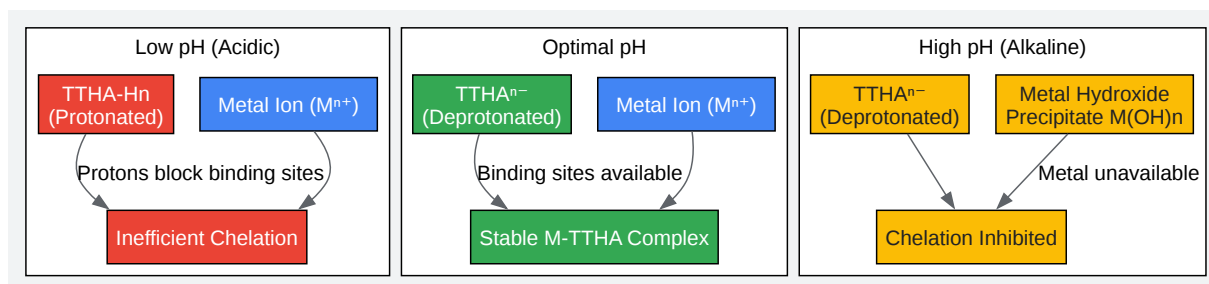 Low pH (Acidic)
TTHA-Hn
(Protonated)
Metal Ion (Mⁿ⁺)
Protons block binding sites
Inefficient Chelation
Optimal pH
TTHAⁿ⁻
(Deprotonated)
Metal Ion (Mⁿ⁺)
Binding sites available
Stable M-TTHA Complex
High pH (Alkaline)
TTHAⁿ⁻
(Deprotonated)
Metal Hydroxide
Precipitate M(OH)n
Metal unavailable
Chelation Inhibited